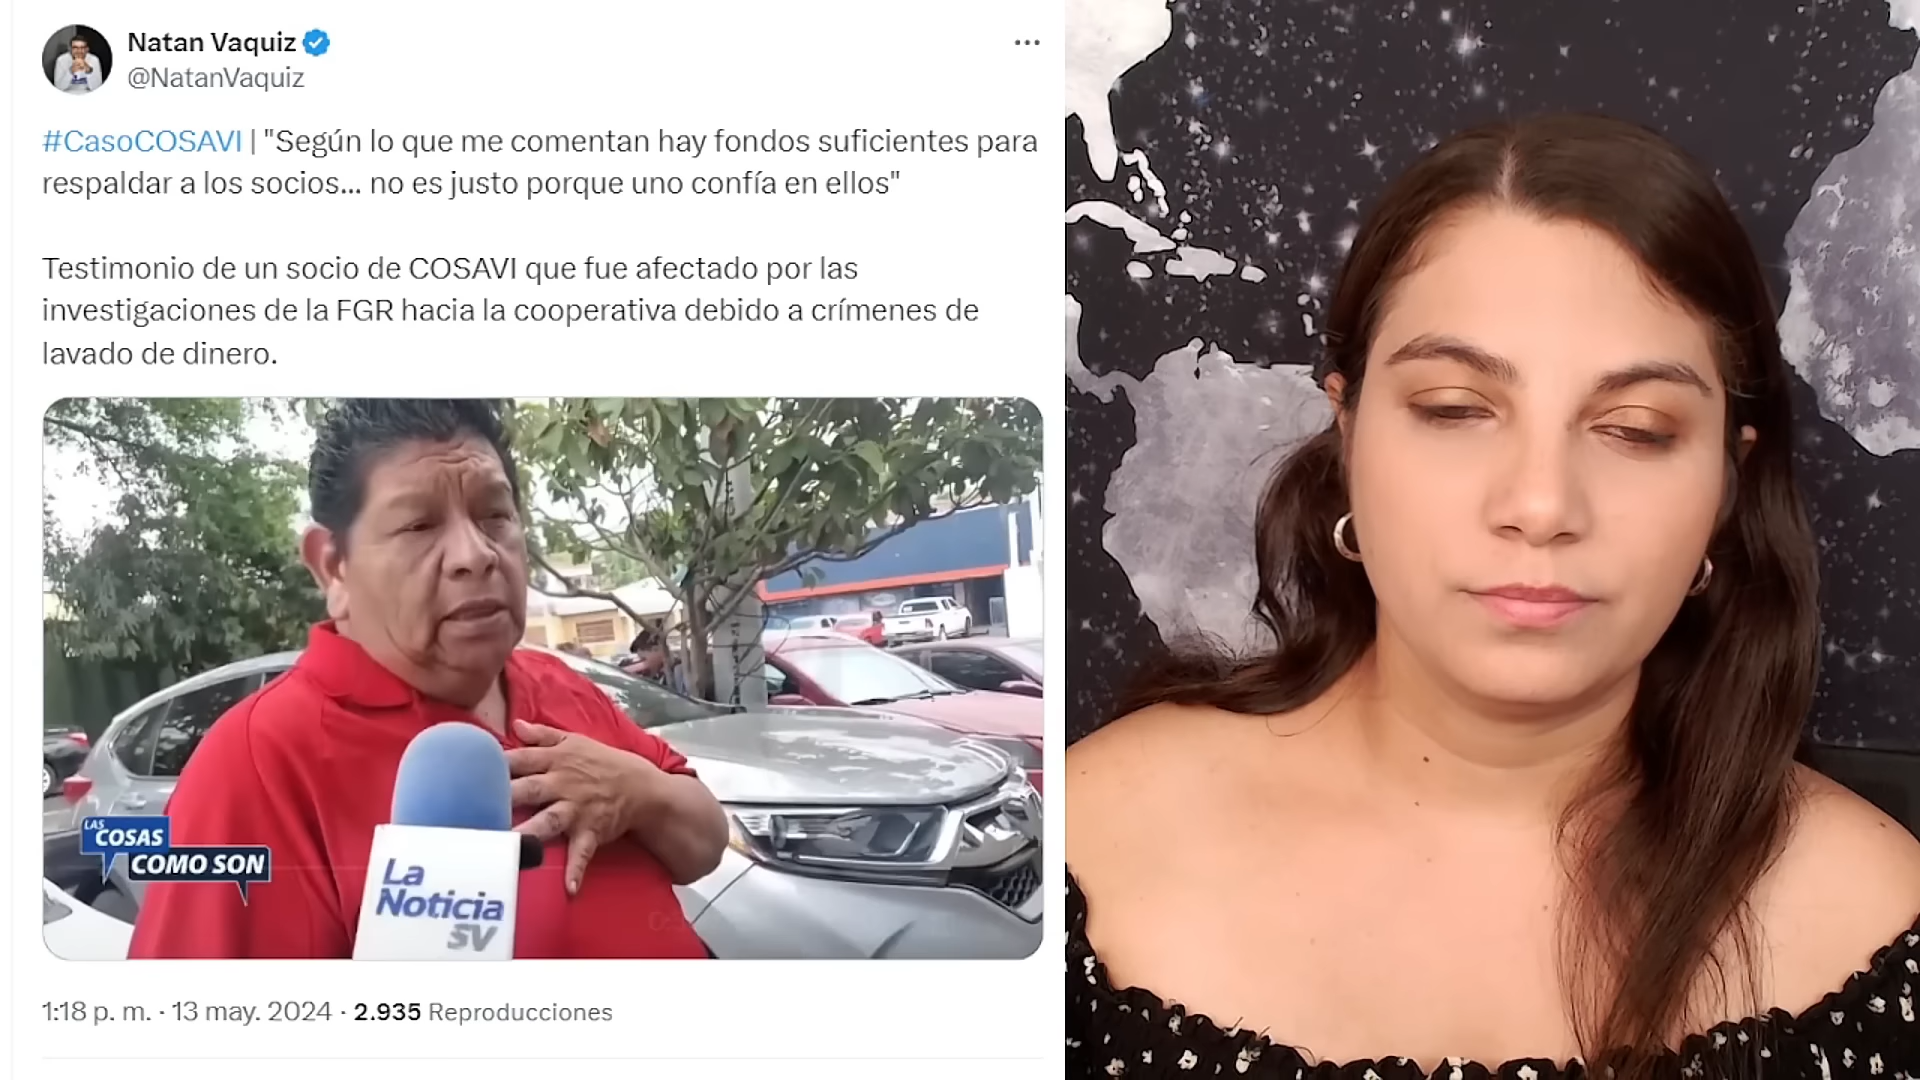 Natan Vaquiz
@NatanVaquiz
#CasoCOSAVI | "Según lo que me comentan hay fondos suficientes para
respaldar a los socios... no es justo porque uno confía en ellos"
Testimonio de un socio de COSAVI que fue afectado por las
investigaciones de la FGR hacia la cooperativa debido a crímenes de
lavado de dinero.
LAS
COSAS
COMO SON
La
Noticia
SV
1:18 p. m. · 13 may. 2024 · 2.935 Reproducciones